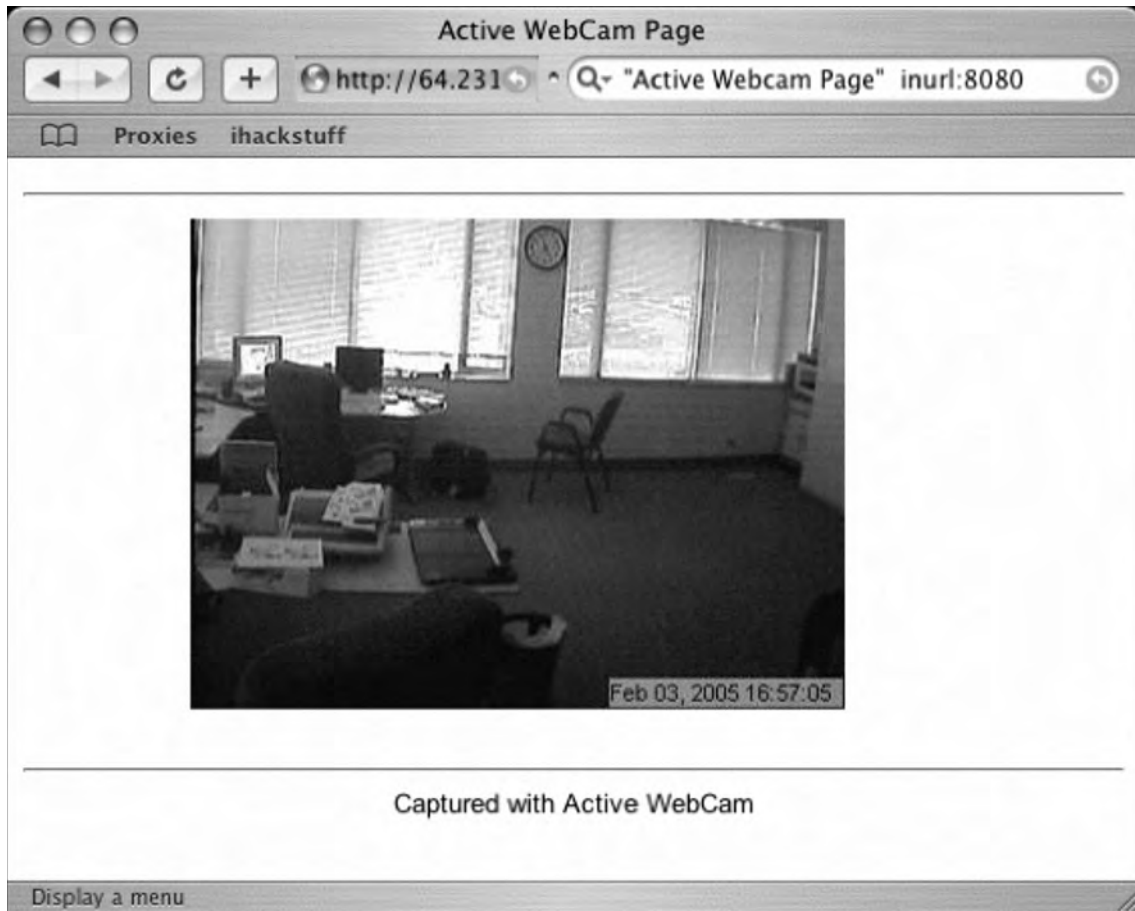 Active WebCam Page
http://64.231
"Active Webcam Page" inurl:8080
Proxies ihackstuff
Feb 03, 2005 16:57:05
Captured with Active WebCam
Display a menu